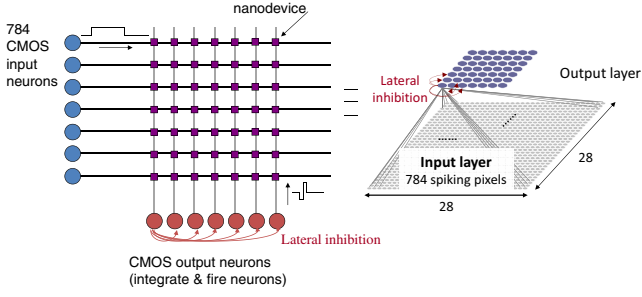 nanodevice
784
CMOS
input
neurons
Lateral inhibition
CMOS output neurons
(integrate & fire neurons)
Lateral
inhibition
Output layer
......
......
Input layer
784 spiking pixels
28
28